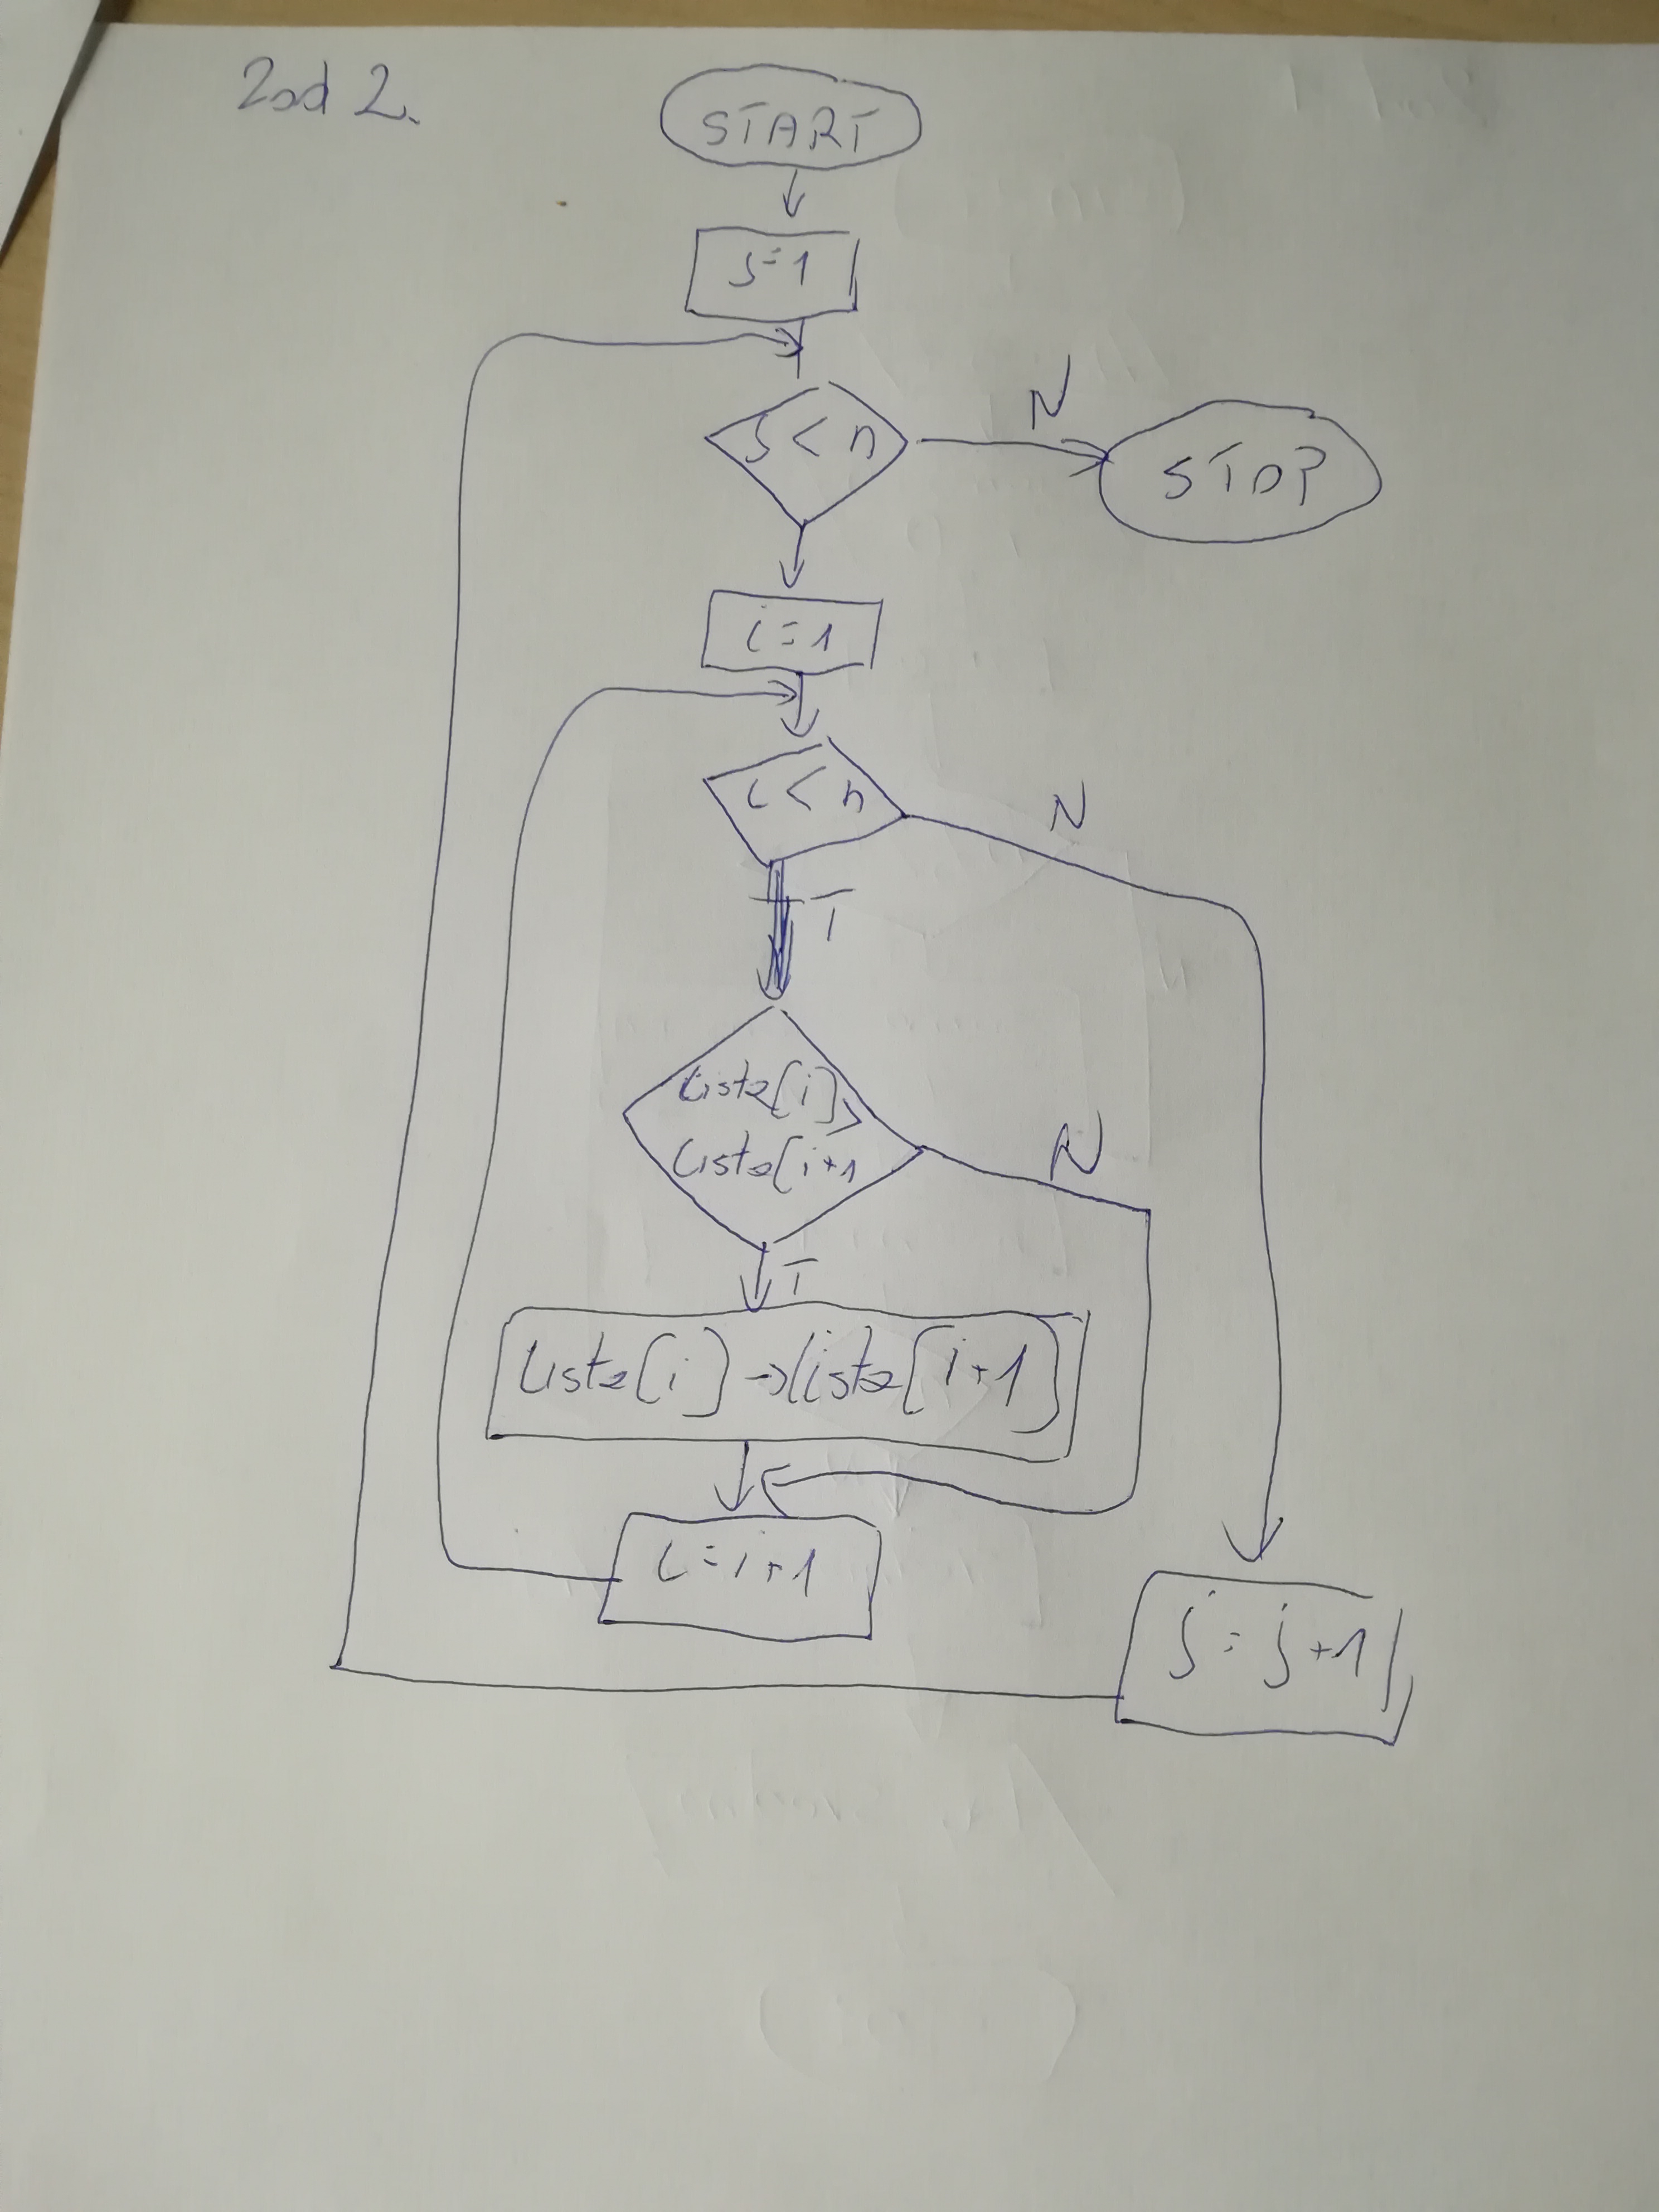 Zad 2.
START
j=1
j < n
N
STOP
i=1
i < n
N
T
lista[i]>
lista[i+1
N
T
lista[i] → lista[i+1]
i = i+1
j = j+1